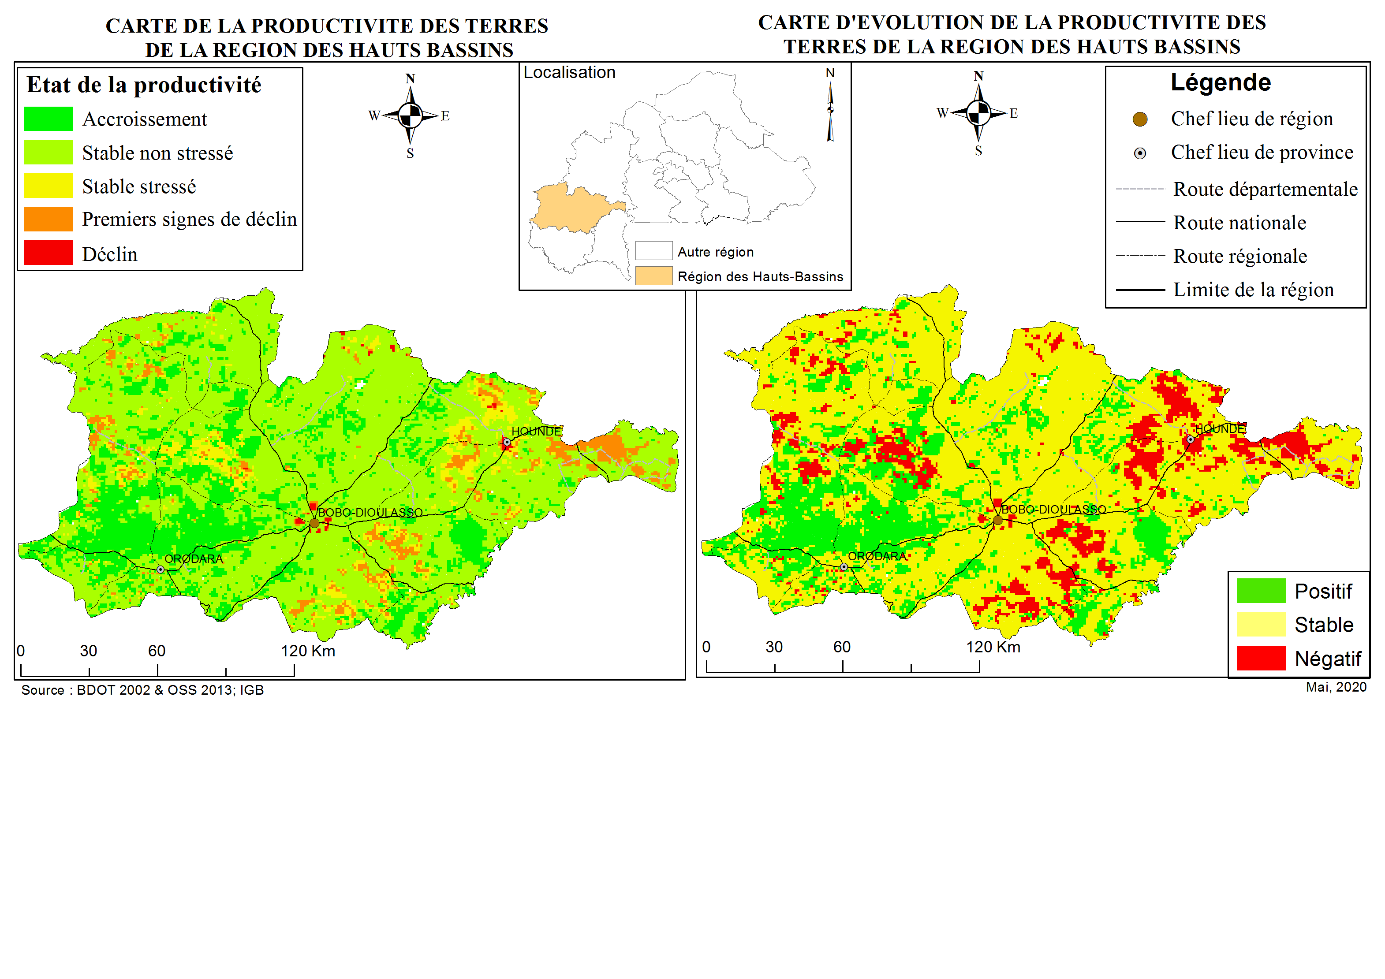 CARTE DE LA PRODUCTIVITE DES TERRES
DE LA REGION DES HAUTS BASSINS
CARTE D'EVOLUTION DE LA PRODUCTIVITE DES
TERRES DE LA REGION DES HAUTS BASSINS
Etat de la productivité
Accroissement
Stable non stressé
Stable stressé
Premiers signes de déclin
Déclin
N
W E
S
Localisation
N
Autre région
Région des Hauts-Bassins
N
W E
S
Légende
Chef lieu de région
Chef lieu de province
Route départementale
Route nationale
Route régionale
Limite de la région
HOUNDE
BOBO-DIOULASSO
ORODARA
0 30 60 120 Km
HOUNDE
BOBO-DIOULASSO
ORODARA
0 30 60 120 Km
Positif
Stable
Négatif
Source : BDOT 2002 & OSS 2013; IGB
Mai, 2020